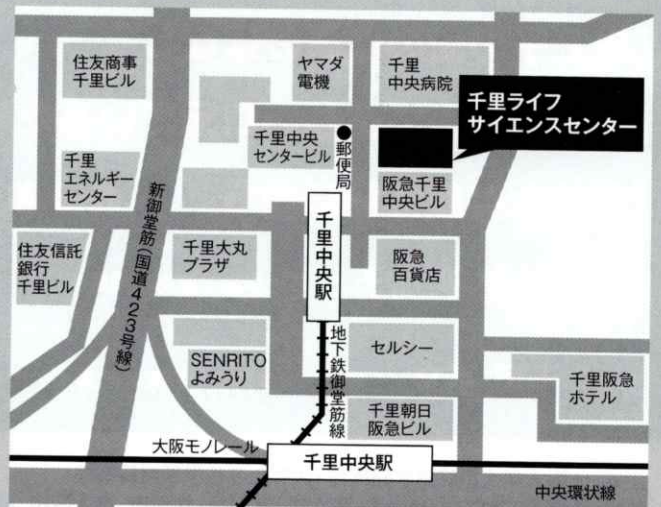 住友商事
千里ビル
ヤマダ
電機
千里
中央病院
千里ライフ
サイエンスセンター
千里中央
センタービル
郵便局
阪急千里
中央ビル
千里
エネルギー
センター
新御堂筋(国道423号線)
千里中央駅
住友信託
銀行
千里ビル
千里大丸
プラザ
阪急
百貨店
地下鉄御堂筋線
セルシー
SENRITO
よみうり
千里阪急
ホテル
千里朝日
阪急ビル
大阪モノレール
千里中央駅
中央環状線